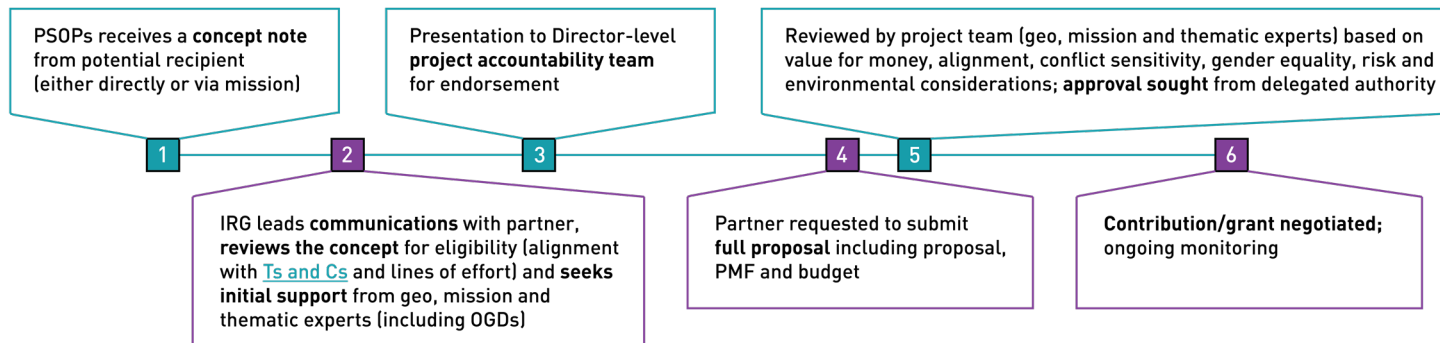 PSOPs receives a concept note
from potential recipient
(either directly or via mission)
1
IRG leads communications with partner,
reviews the concept for eligibility (alignment
with Ts and Cs and lines of effort) and seeks
initial support from geo, mission and
thematic experts (including OGDs)
2
Presentation to Director-level
project accountability team
for endorsement
3
Partner requested to submit
full proposal including proposal,
PMF and budget
4
Reviewed by project team (geo, mission and thematic experts) based on
value for money, alignment, conflict sensitivity, gender equality, risk and
environmental considerations; approval sought from delegated authority
5
Contribution/grant negotiated;
ongoing monitoring
6